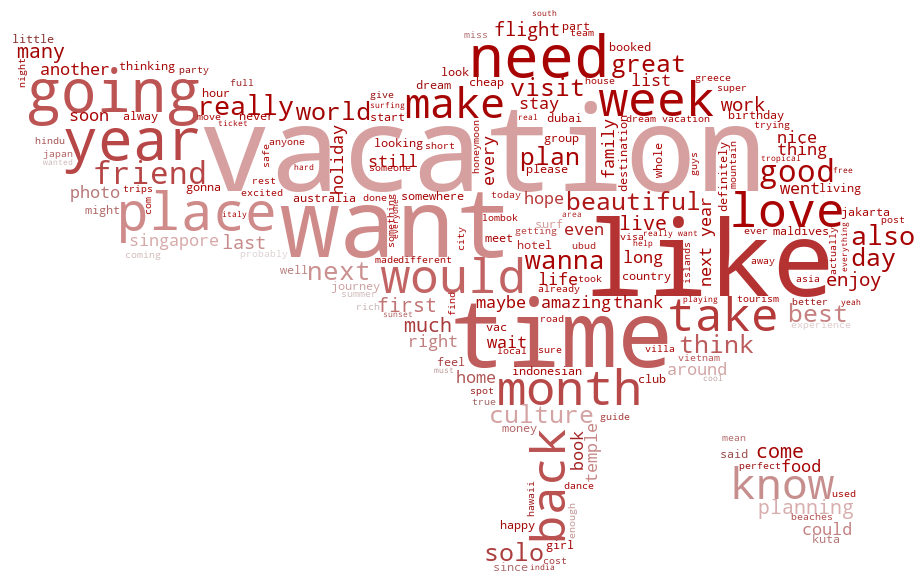 south
little
miss
flight
part
team
many
need
booked
great
greece
another
thinking
party
look
cheap
visit
house
list
super
night
going
hour
full
give
dream
make
stay
week
work
really
world
surfing
start
real
dubai
birthday
soon
alway
move
never
ticket
vacation
dream vacation
trying
year
anyone
holiday
looking
short
honeymoon
every
group
family
destination
nice
hindu
safe
hard
still
someone
plan
please
whole
guys
definitely
mountain
thing
japan
wanted
friend
rest
tropical
good
free
photo
trips
com
gonna
excited
australia
done
somewhere
today
hope
beautiful
went
living
might
place
italy
want
something
everytime
lombok
area
surf
live
next year
love
jakarta
post
singapore
last
city
meet
getting
even
visa
really want
ever
maldives
also
coming
probably
hotel
ubud
help
like
away
actually
everything
day
well
next
made
different
would
wanna
long
islands
asia
journey
life
took
country
enjoy
summer
already
rich
first
find
maybe
amazing
thank
playing
tourism
better
yeah
sunset
time
road
take
best
experience
much
vac
right
wait
local
sure
villa
think
vietnam
feel
must
home
indonesian
club
around
cool
spot
month
true
culture
guide
money
back
book
temple
mean
said
come
perfect
food
dance
know
used
hawaii
planning
beaches
happy
enough
could
kuta
solo
girl
cost
since
india